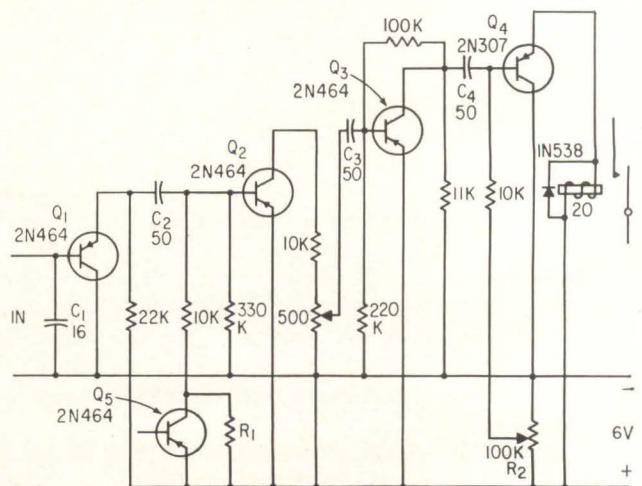 Q1
2N464
IN
C1
16
22K
C2
50
10K
330
K
Q2
2N464
10K
500
Q5
2N464
R1
C3
50
Q3
2N464
100K
220
K
11K
C4
50
10K
Q4
2N307
1N538
20
100K
R2
−
6V
+